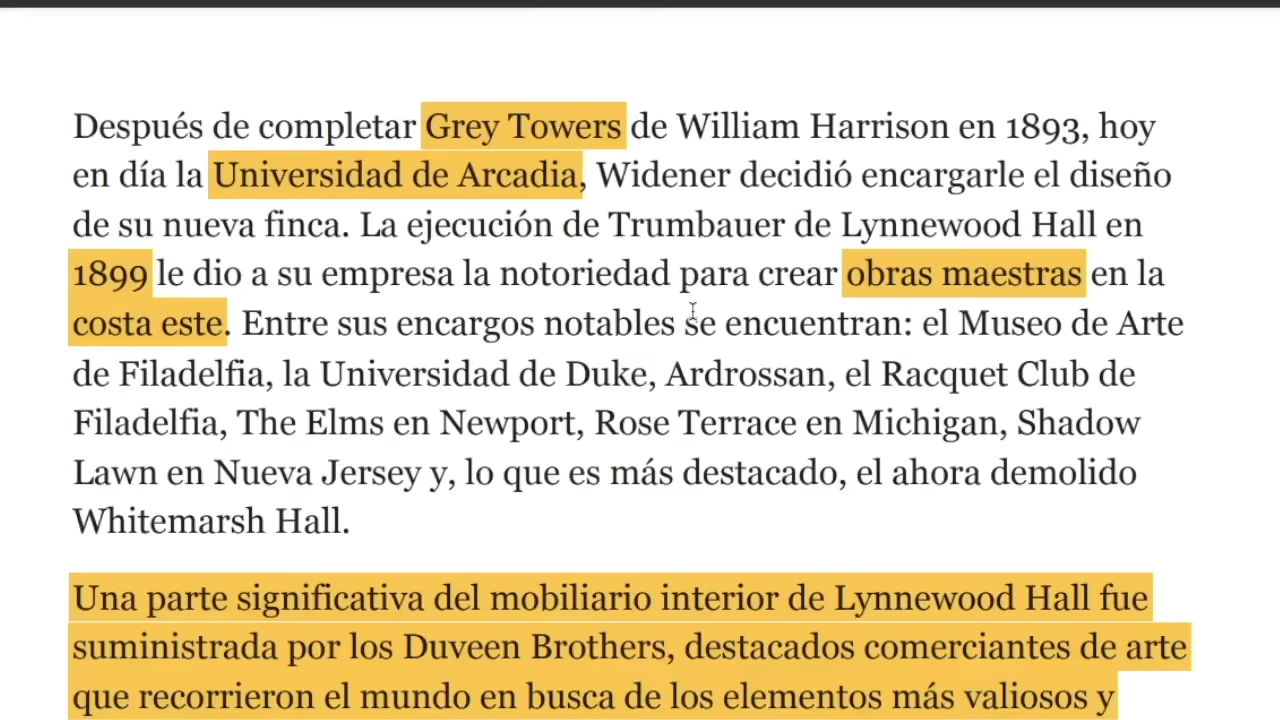 Después de completar Grey Towers de William Harrison en 1893, hoy
en día la Universidad de Arcadia, Widener decidió encargarle el diseño
de su nueva finca. La ejecución de Trumbauer de Lynnewood Hall en
1899 le dio a su empresa la notoriedad para crear obras maestras en la
costa este. Entre sus encargos notables se encuentran: el Museo de Arte
de Filadelfia, la Universidad de Duke, Ardrossan, el Racquet Club de
Filadelfia, The Elms en Newport, Rose Terrace en Michigan, Shadow
Lawn en Nueva Jersey y, lo que es más destacado, el ahora demolido
Whitemarsh Hall.
Una parte significativa del mobiliario interior de Lynnewood Hall fue
suministrada por los Duveen Brothers, destacados comerciantes de arte
que recorrieron el mundo en busca de los elementos más valiosos y